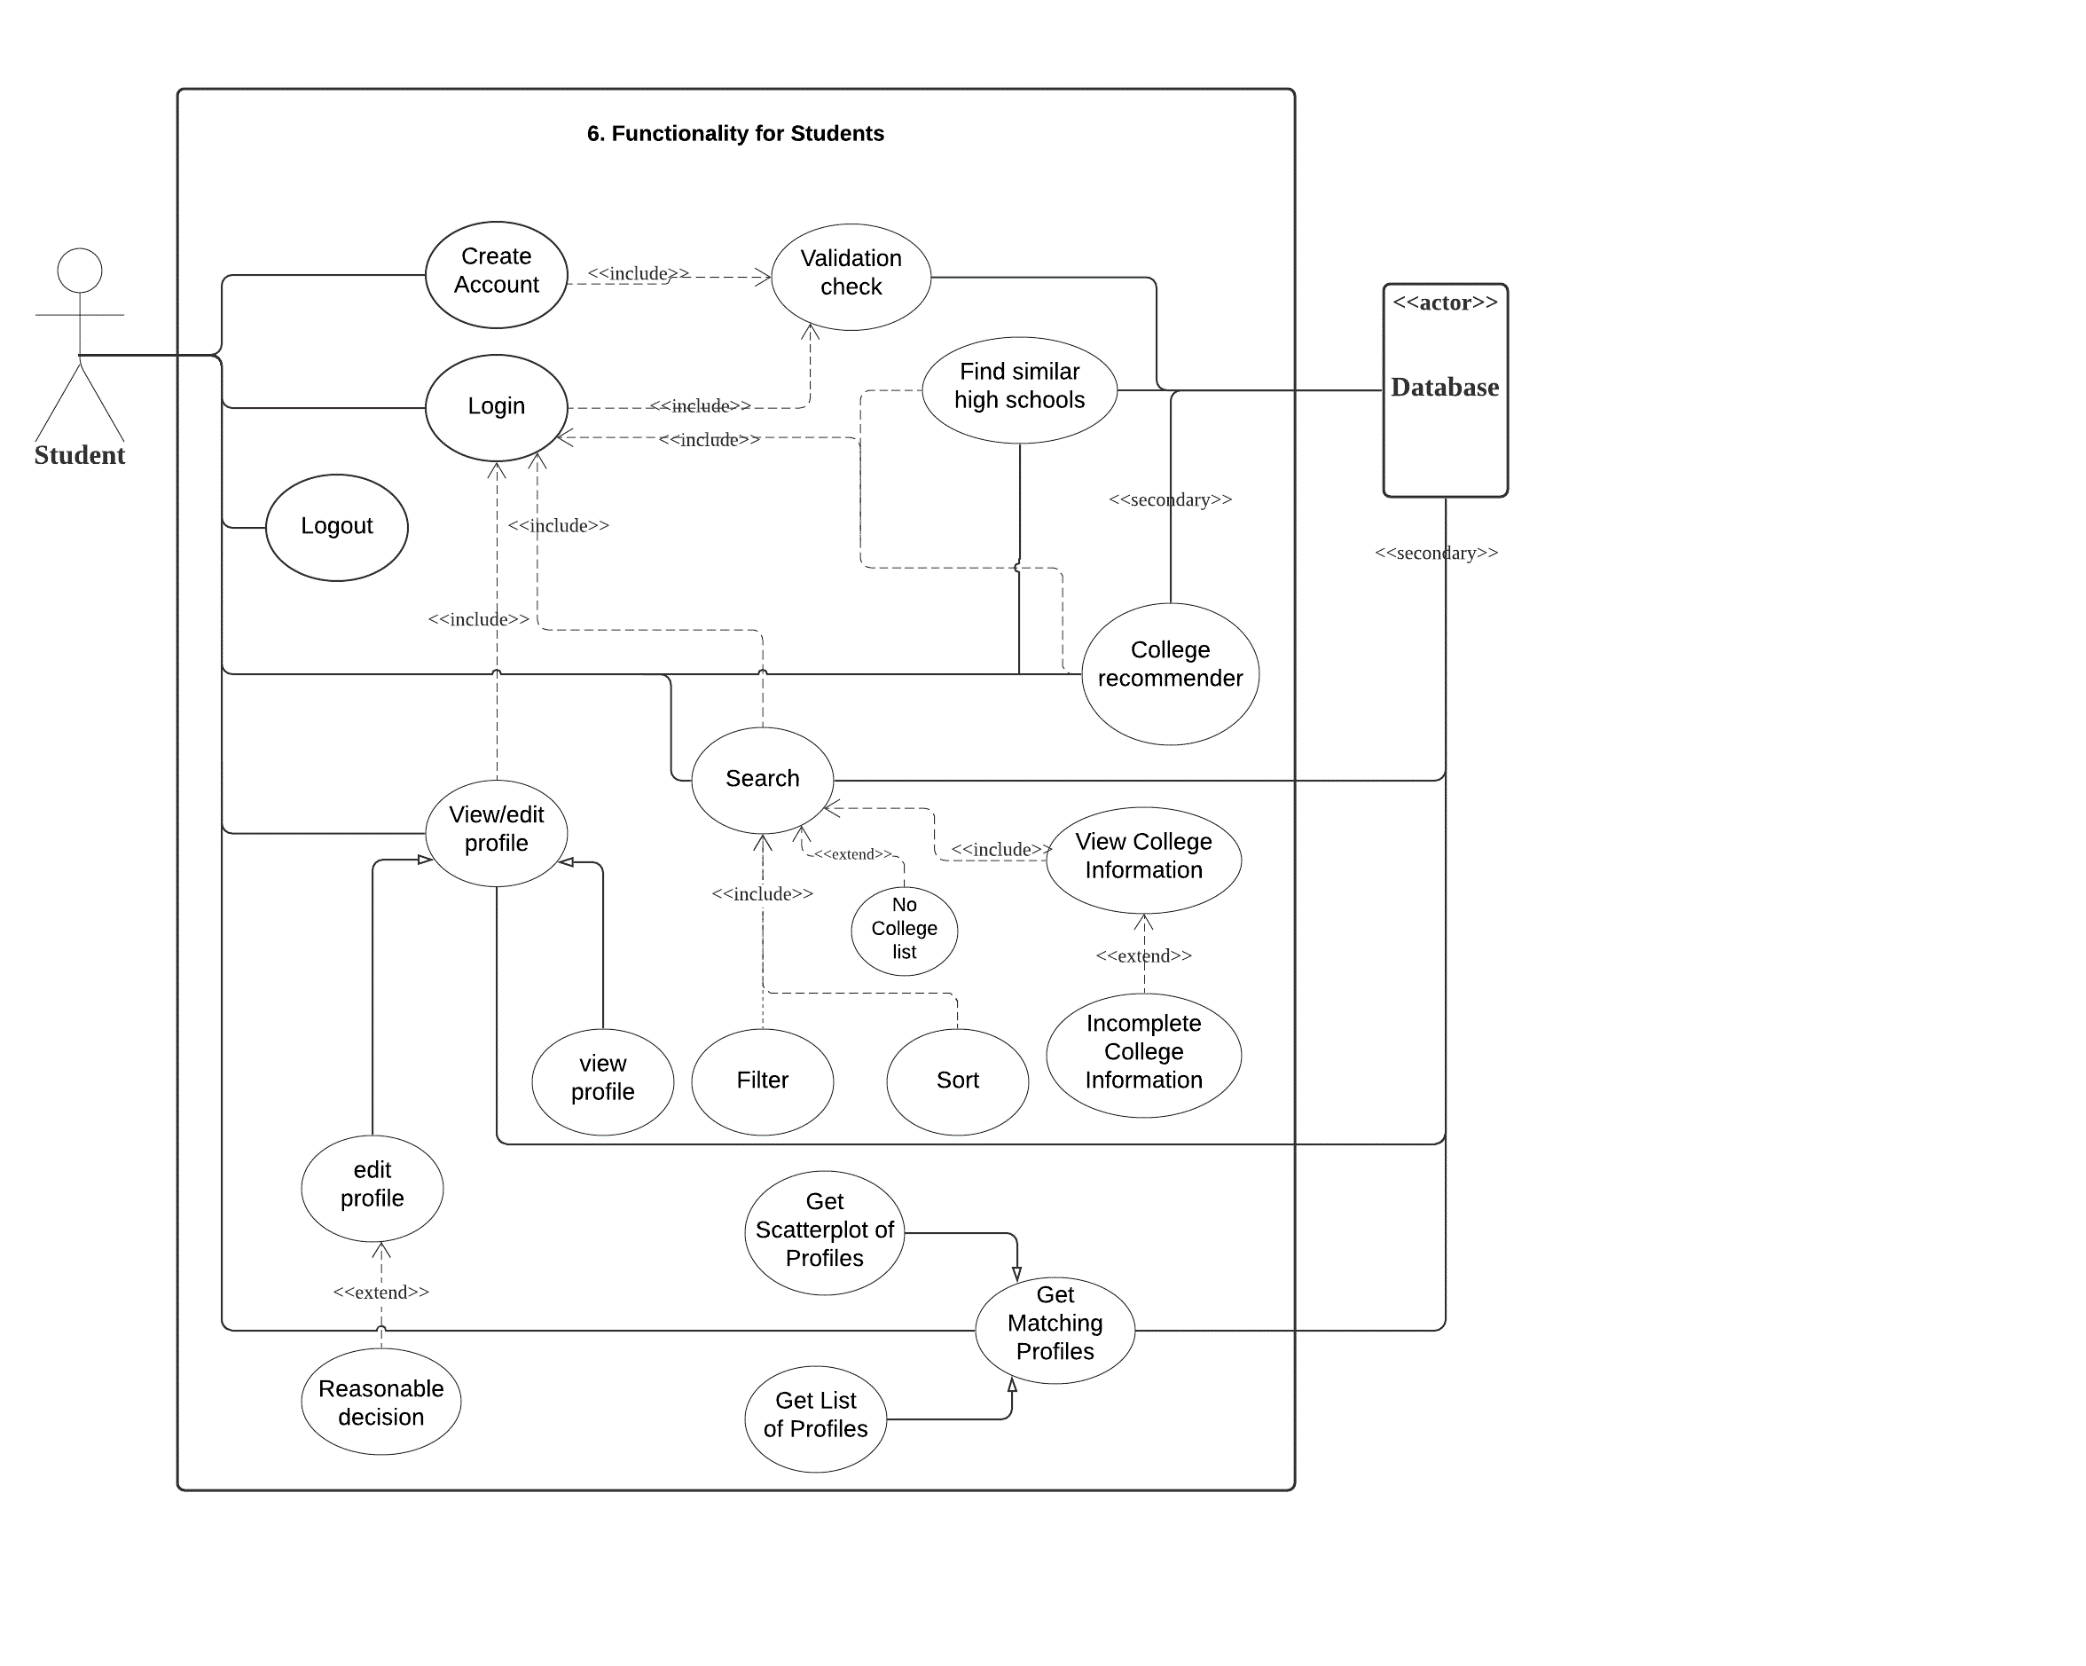 6. Functionality for Students
Create
Account
<<include>>
Validation
check
<<actor>>
Database
Student
Login
<<include>>
<<include>>
Find similar
high schools
Logout
<<include>>
<<secondary>>
<<secondary>>
<<include>>
College
recommender
Search
View/edit
profile
<<extend>>
<<include>>
View College
Information
<<include>>
No
College
list
<<extend>>
view
profile
Filter
Sort
Incomplete
College
Information
edit
profile
Get
Scatterplot of
Profiles
<<extend>>
Get
Matching
Profiles
Reasonable
decision
Get List
of Profiles